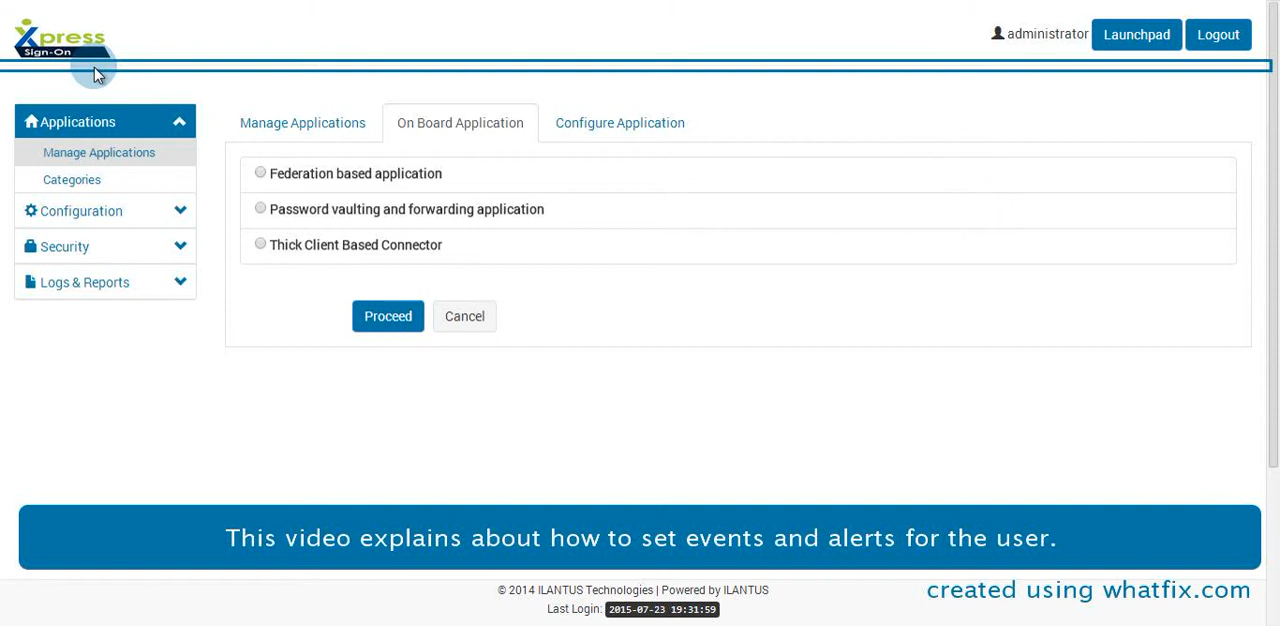 Xpress
Sign-On
administrator Launchpad Logout
Applications
Manage Applications
Categories
Configuration
Security
Logs & Reports
Manage Applications On Board Application Configure Application
Federation based application
Password vaulting and forwarding application
Thick Client Based Connector
Proceed Cancel
This video explains about how to set events and alerts for the user.
© 2014 ILANTUS Technologies | Powered by ILANTUS
Last Login: 2015-07-23 19:31:59
created using whatfix.com